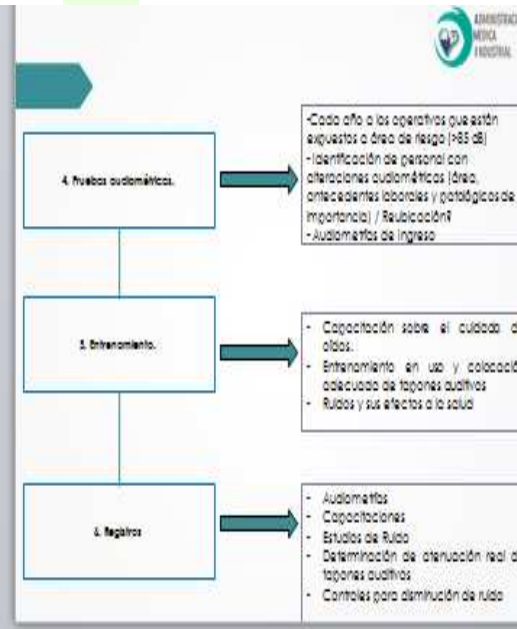 ADMINISTRACI
MÉDICA
INDUSTRIAL
4. Pruebas audiométricas.
-Cada año a los operativos que están
expuestos a área de riesgo (>85 dB)
- Identificación de personal con
alteraciones audiométricas (área,
antecedentes laborales y patológicos de
importancia) / Reubicación?
- Audiometrías de ingreso
5. Entrenamiento.
- Capacitación sobre el cuidado d
oídos.
- Entrenamiento en uso y colocació
adecuada de tapones auditivos
- Ruidos y sus efectos a la salud
6. Registros
- Audiometrías
- Capacitaciones
- Estudios de Ruido
- Determinación de atenuación real d
tapones auditivos
- Controles para disminución de ruido